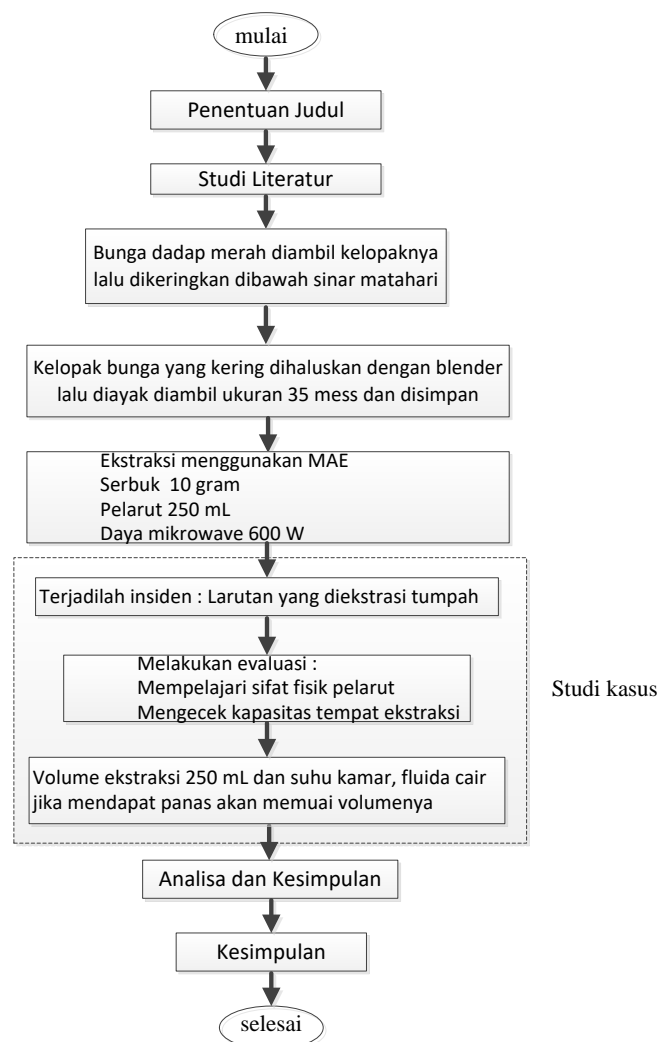 mulai
Penentuan Judul
Studi Literatur
Bunga dadap merah diambil kelopaknya
lalu dikeringkan dibawah sinar matahari
Kelopak bunga yang kering dihaluskan dengan blender
lalu diayak diambil ukuran 35 mess dan disimpan
Ekstraksi menggunakan MAE
Serbuk 10 gram
Pelarut 250 mL
Daya mikrowave 600 W
Terjadilah insiden : Larutan yang diekstrasi tumpah
Melakukan evaluasi :
Mempelajari sifat fisik pelarut
Mengecek kapasitas tempat ekstraksi
Studi kasus
Volume ekstraksi 250 mL dan suhu kamar, fluida cair
jika mendapat panas akan memuai volumenya
Analisa dan Kesimpulan
Kesimpulan
selesai